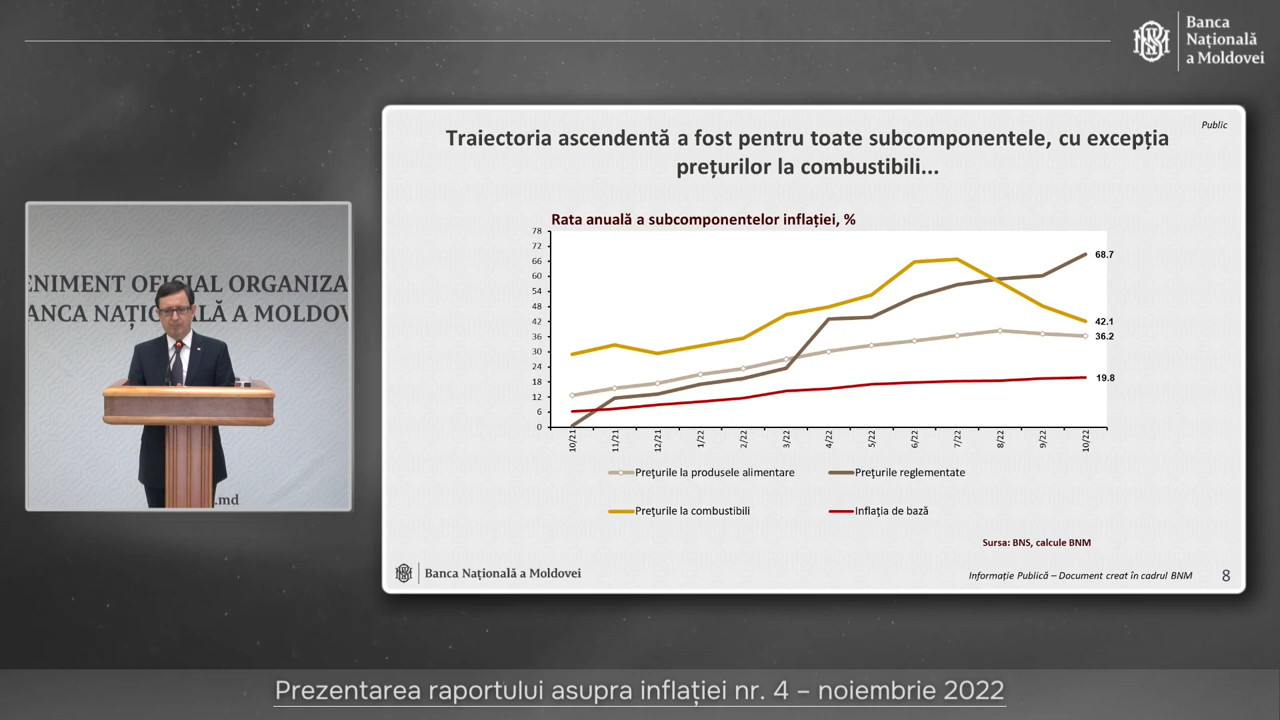 Banca
Națională
a Moldovei
Public
Traiectoria ascendentă a fost pentru toate subcomponentele, cu excepția
prețurilor la combustibili...
ENIMENT OFICIAL ORGANIZA
ANCA NAȚIONALĂ A MOLDOV
.md
Rata anuală a subcomponentelor inflației, %
78
72
66
60
54
48
42
36
30
24
18
12
6
0
68.7
42.1
36.2
19.8
10/21
11/21
12/21
1/22
2/22
3/22
4/22
5/22
6/22
7/22
8/22
9/22
10/22
Prețurile la produsele alimentare
Prețurile reglementate
Prețurile la combustibili
Inflația de bază
Sursa: BNS, calcule BNM
Banca Națională a Moldovei
Informație Publică – Document creat în cadrul BNM
8
Prezentarea raportului asupra inflației nr. 4 – noiembrie 2022